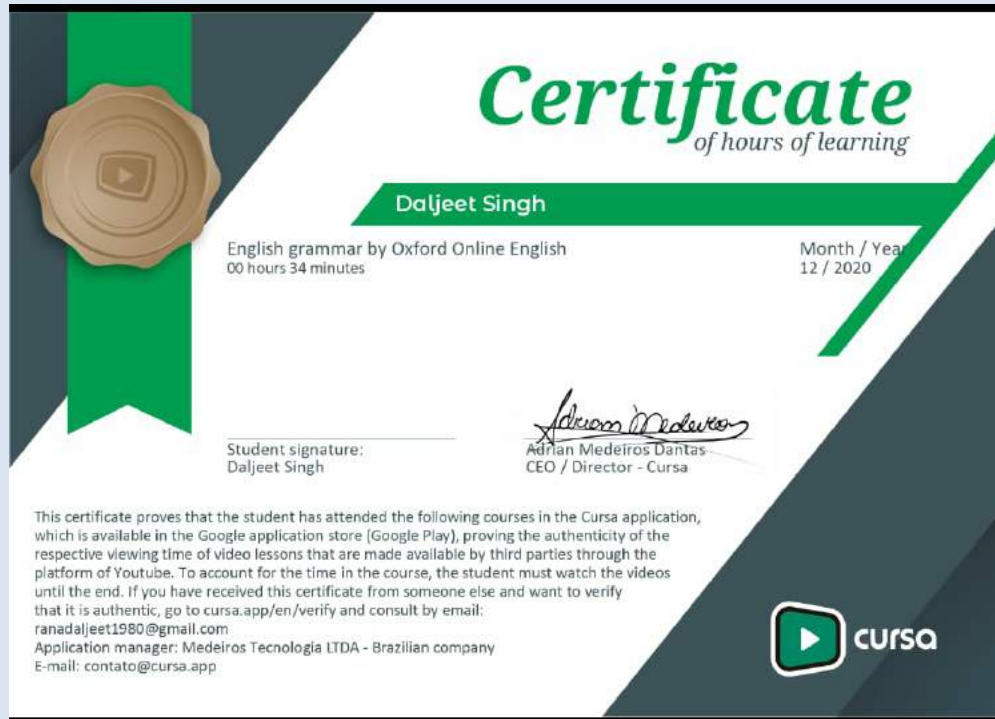 Certificate
of hours of learning
Daljeet Singh
English grammar by Oxford Online English
00 hours 34 minutes
Month / Year
12 / 2020
Adrian Medeiros
Student signature:
Daljeet Singh
Adrian Medeiros Dantas
CEO / Director - Cursa
This certificate proves that the student has attended the following courses in the Cursa application,
which is available in the Google application store (Google Play), proving the authenticity of the
respective viewing time of video lessons that are made available by third parties through the
platform of Youtube. To account for the time in the course, the student must watch the videos
until the end. If you have received this certificate from someone else and want to verify
that it is authentic, go to cursa.app/en/verify and consult by email:
ranadaljeet1980@gmail.com
Application manager: Medeiros Tecnologia LTDA - Brazilian company
E-mail: contato@cursa.app
cursa